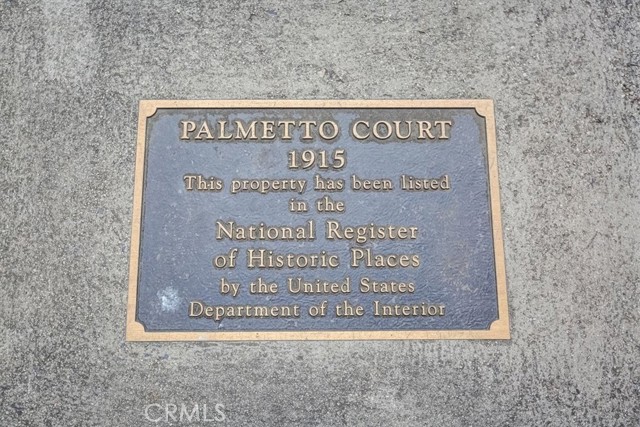 PALMETTO COURT
1915
This property has been listed
in the
National Register
of Historic Places
by the United States
Department of the Interior
CRMLS